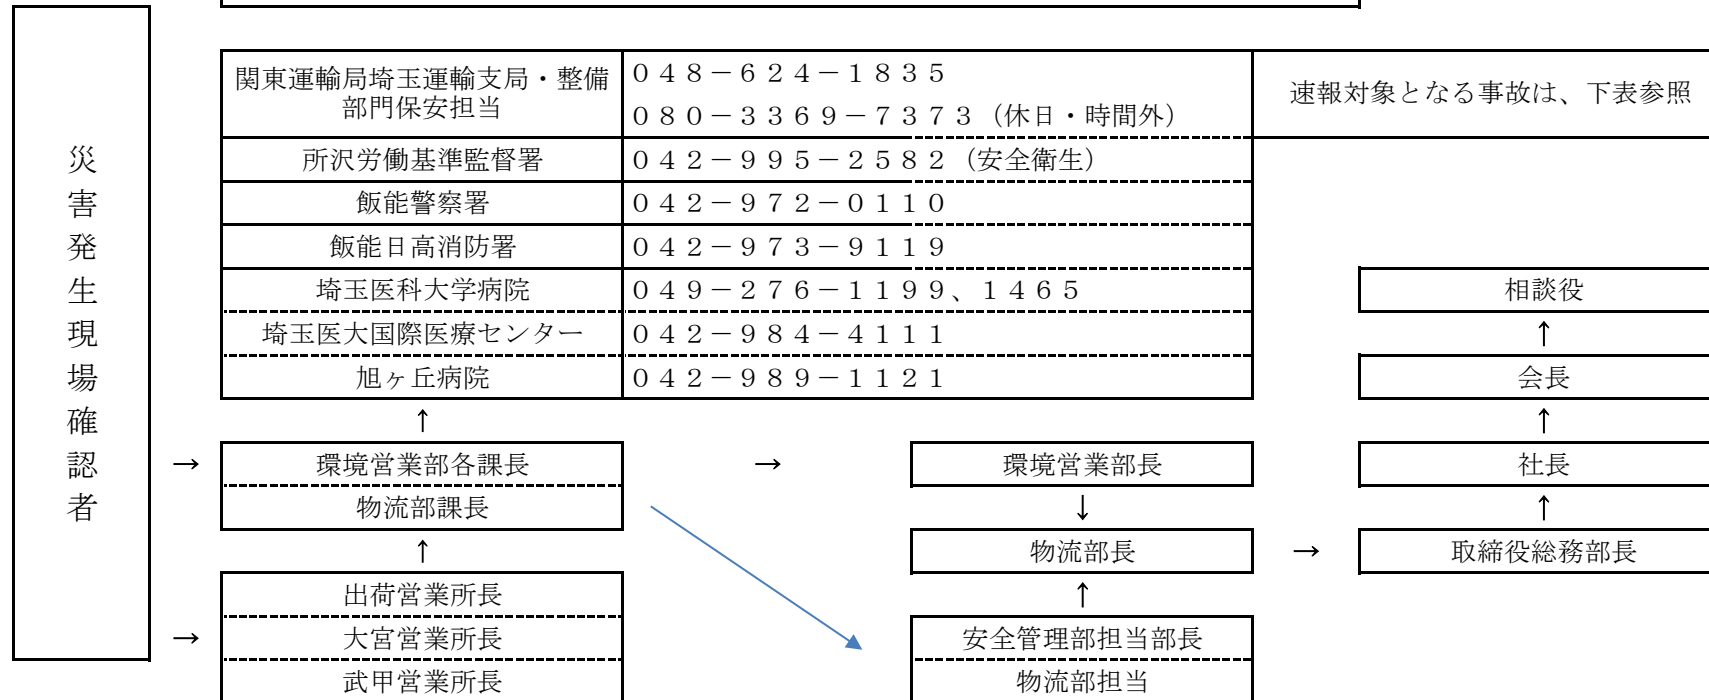 災害発生現場確認者
関東運輸局埼玉運輸支局・整備
部門保安担当
０４８－６２４－１８３５
０８０－３３６９－７３７３（休日・時間外）
速報対象となる事故は、下表参照
所沢労働基準監督署
０４２－９９５－２５８２（安全衛生）
飯能警察署
０４２－９７２－０１１０
飯能日高消防署
０４２－９７３－９１１９
埼玉医科大学病院
０４９－２７６－１１９９、１４６５
埼玉医大国際医療センター
０４２－９８４－４１１１
旭ヶ丘病院
０４２－９８９－１１２１
相談役
↑
会長
↑
↑
→
環境営業部各課長
物流部課長
→
環境営業部長
社長
↓
↑
↑
物流部長
→
取締役総務部長
出荷営業所長
↑
→
大宮営業所長
武甲営業所長
安全管理部担当部長
物流部担当